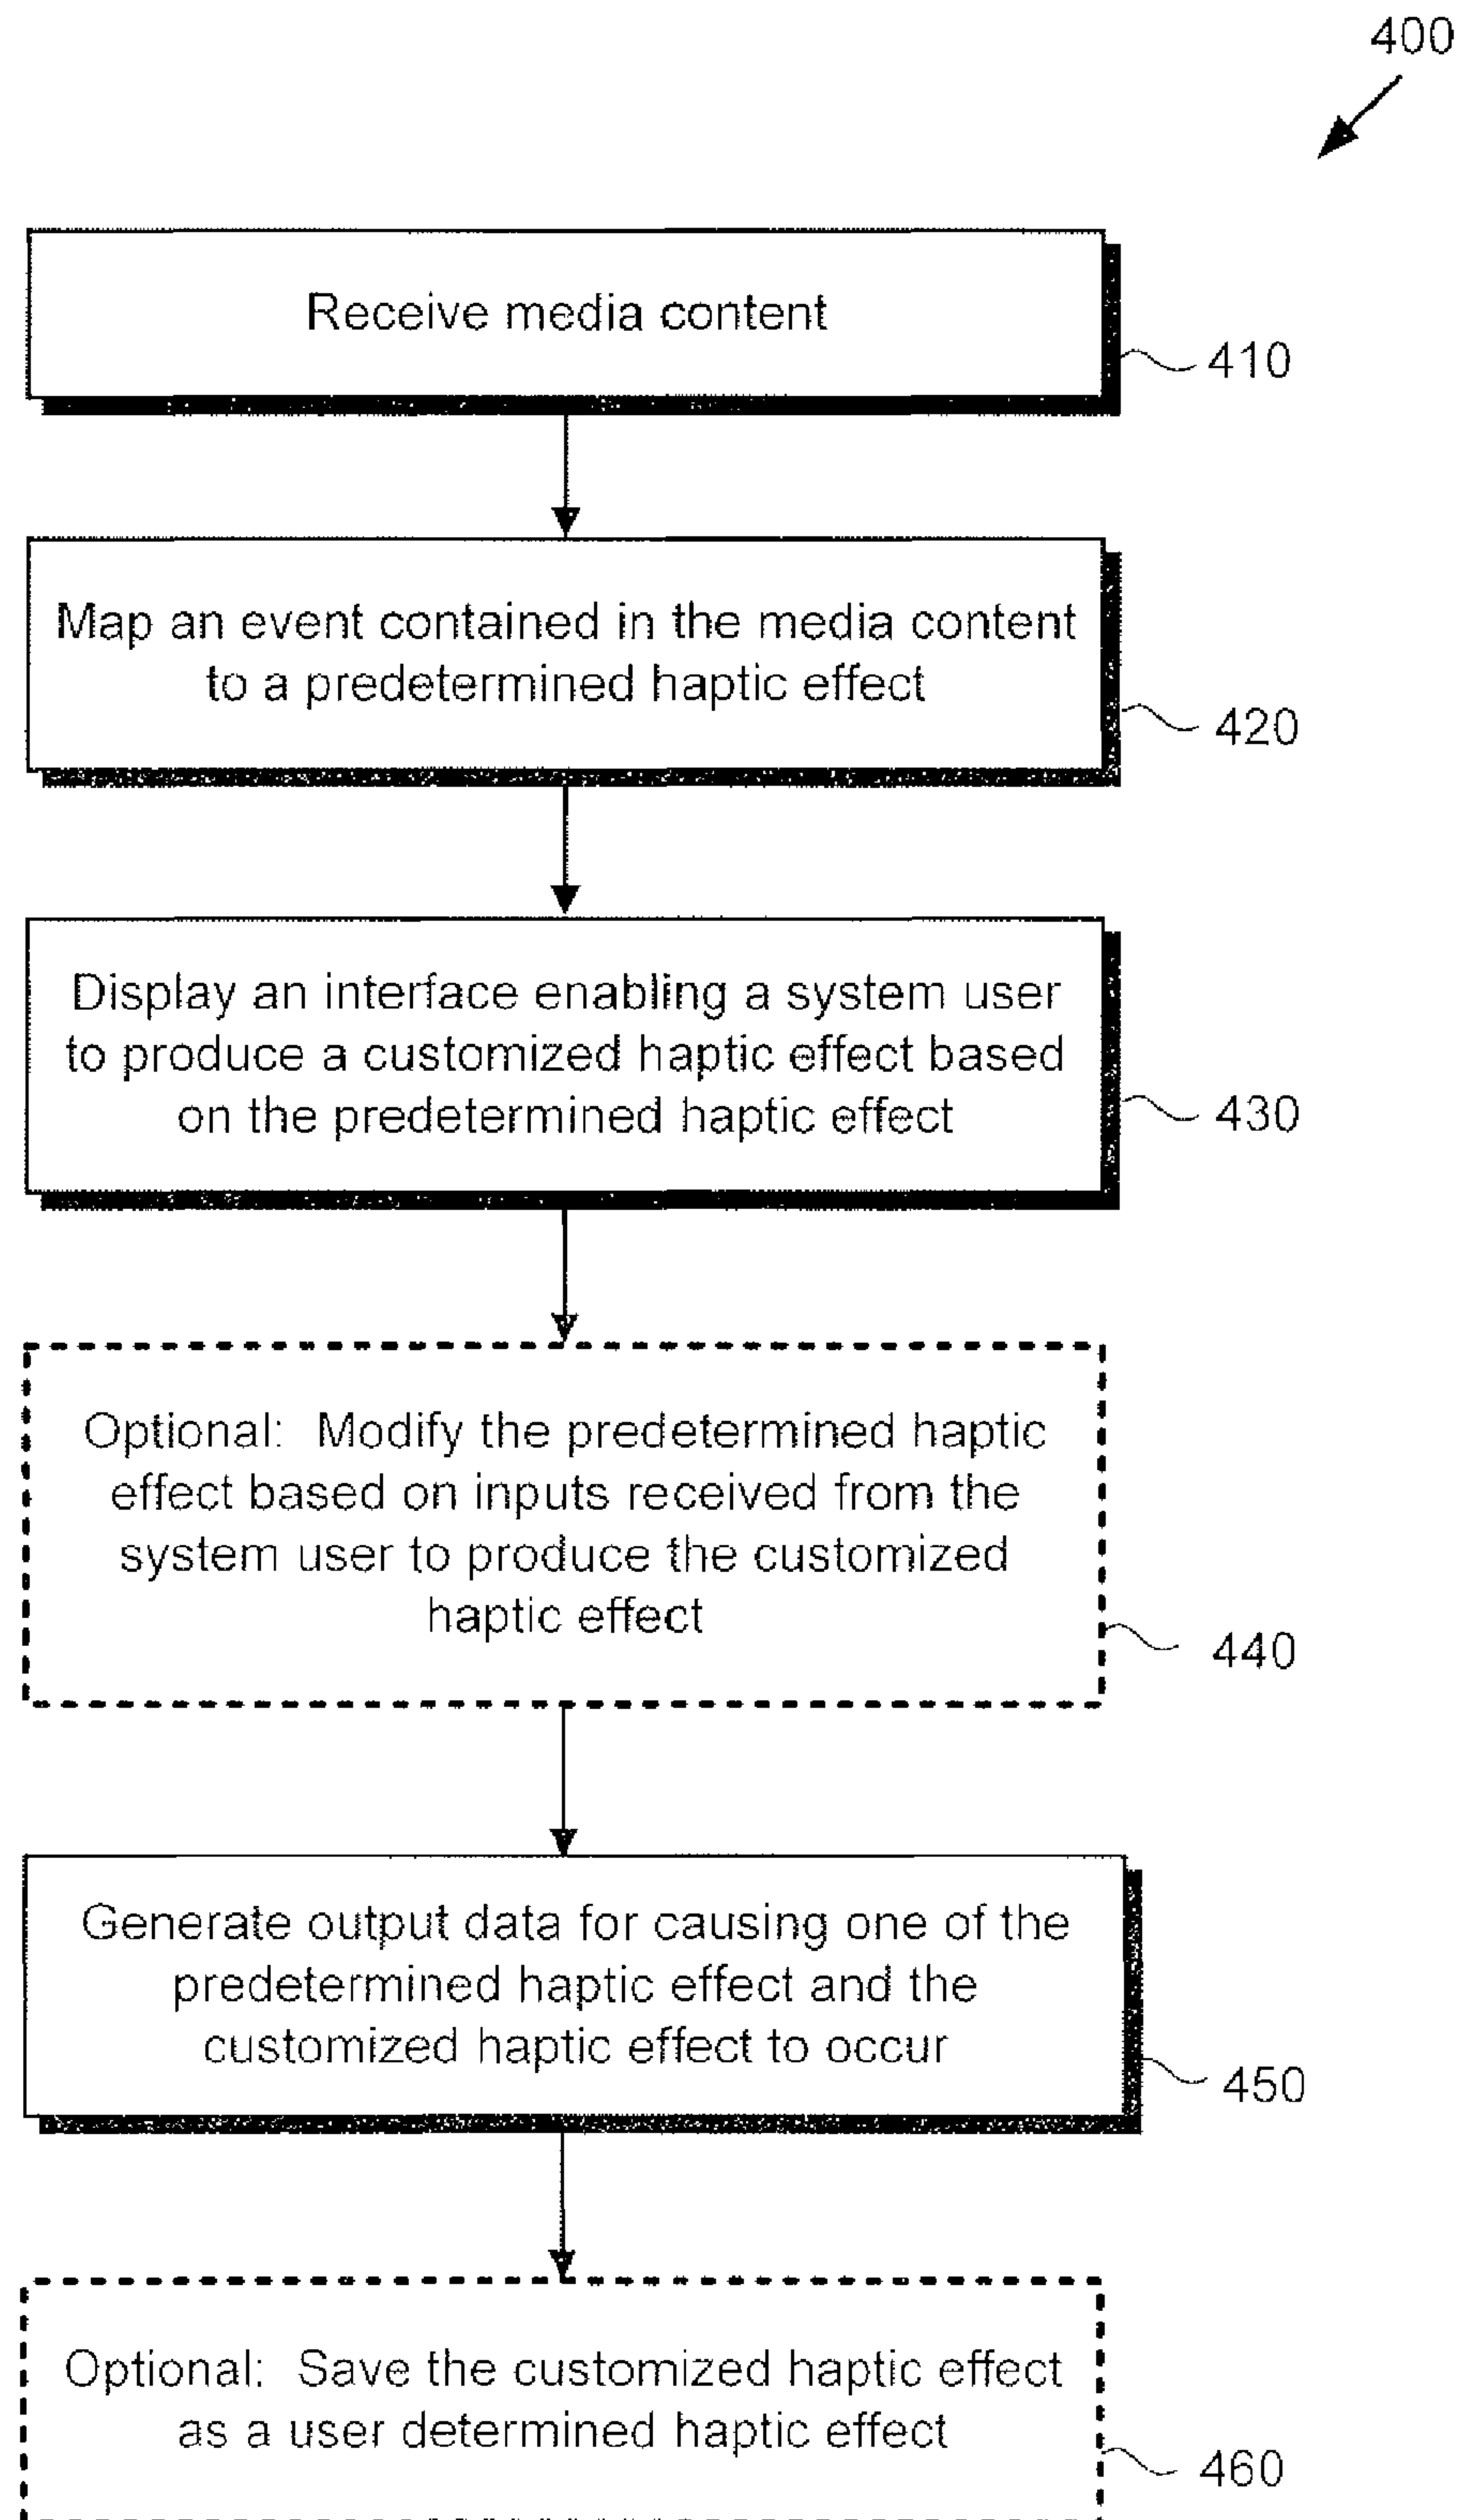 400
Receive media content
410
Map an event contained in the media content
to a predetermined haptic effect
420
Display an interface enabling a system user
to produce a customized haptic effect based
on the predetermined haptic effect
430
Optional: Modify the predetermined haptic
effect based on inputs received from the
system user to produce the customized
haptic effect
440
Generate output data for causing one of the
predetermined haptic effect and the
customized haptic effect to occur
450
Optional: Save the customized haptic effect
as a user determined haptic effect
460